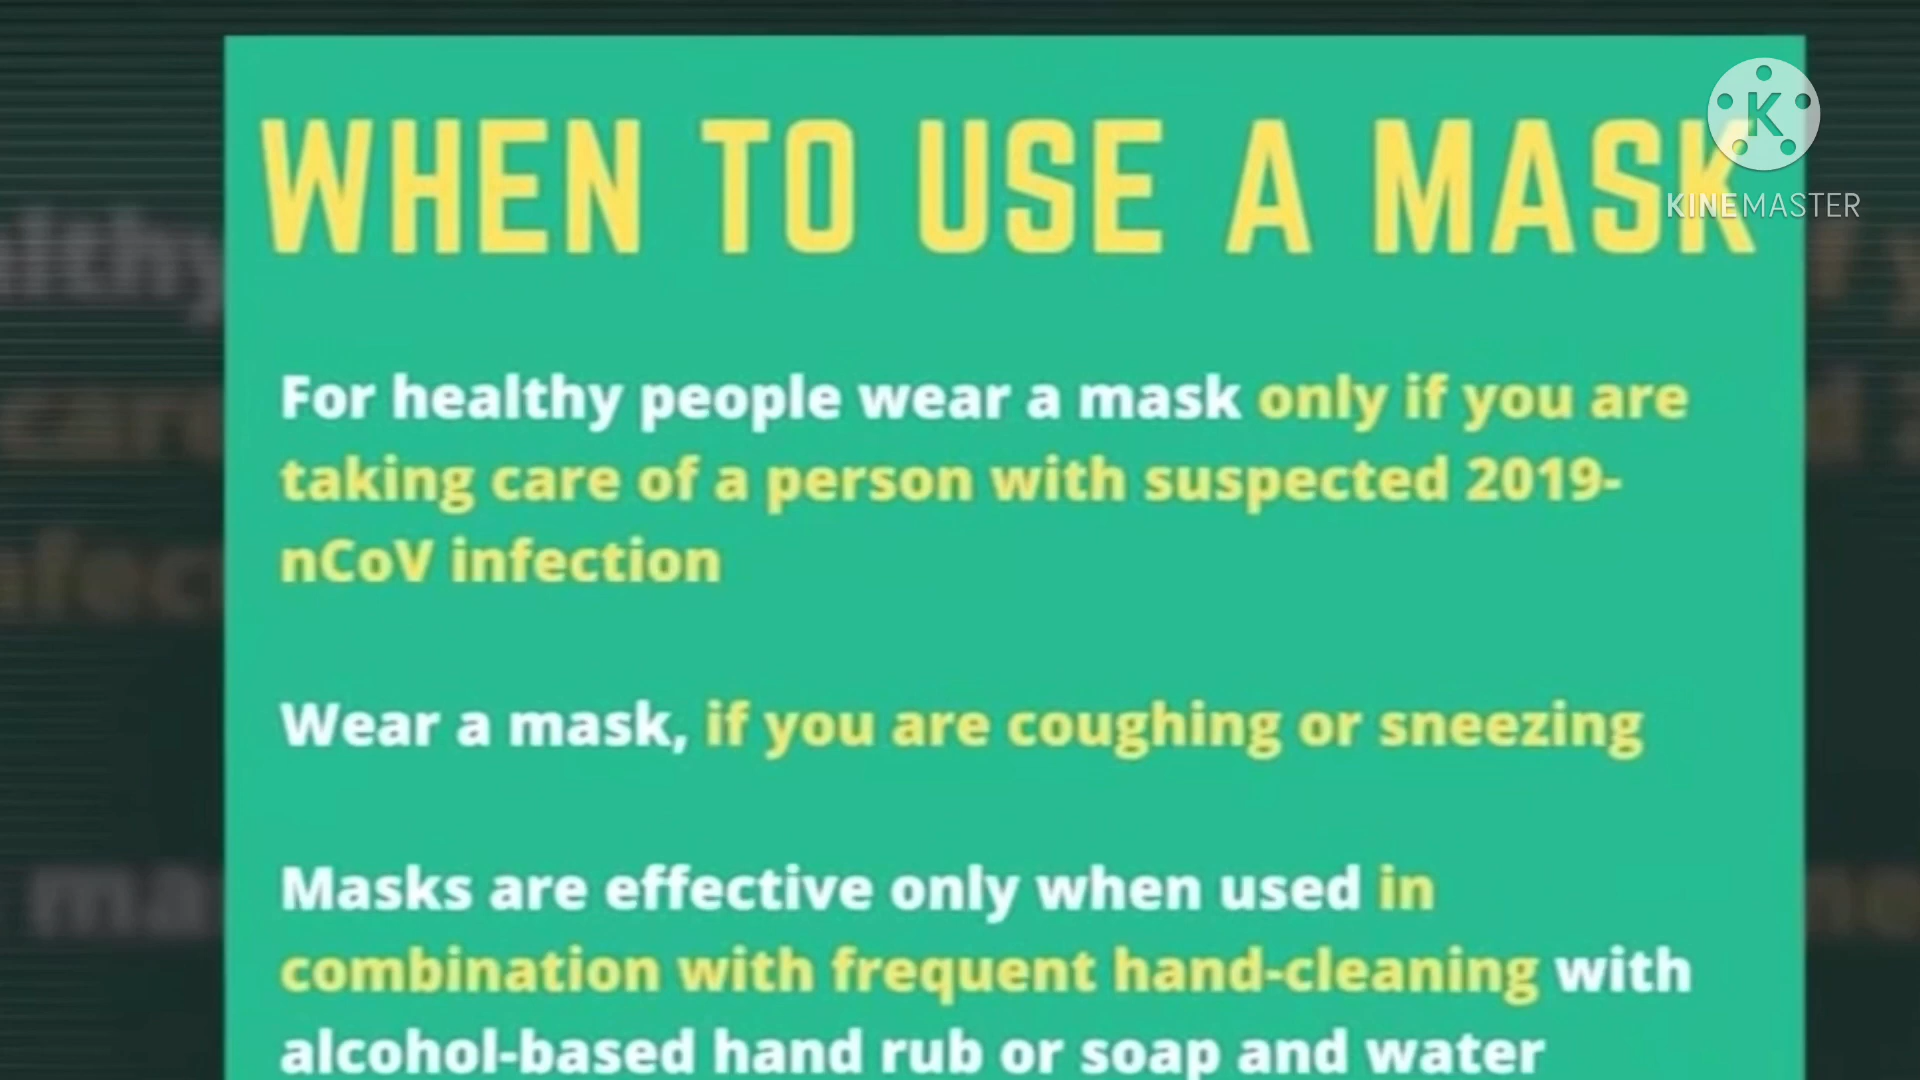 WHEN TO USE A MASK
K
KINEMASTER
For healthy people wear a mask only if you are
taking care of a person with suspected 2019-
nCoV infection
Wear a mask, if you are coughing or sneezing
Masks are effective only when used in
combination with frequent hand-cleaning with
alcohol-based hand rub or soap and water